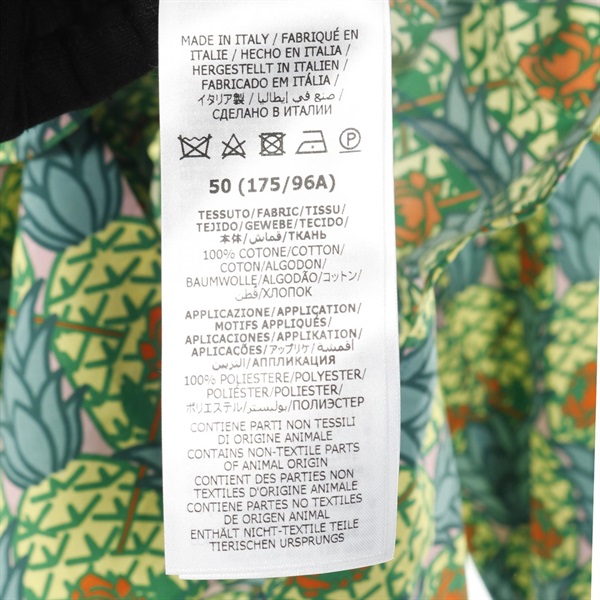 MADE IN ITALY / FABRIQUÉ EN
ITALIE / HECHO EN ITALIA /
HERGESTELLT IN ITALIEN /
FABRICADO EM ITÁLIA /
イタリア製 / صنع في إيطاليا /
СДЕЛАНО В ИТАЛИИ
P
50 (175/96A)
TESSUTO/FABRIC/TISSU/
TEJIDO/GEWEBE/TECIDO/
本体/قماش/ТКАНЬ
100% COTONE/COTTON/
COTON/ALGODON/
BAUMWOLLE/ALGODÃO/コットン/
قطن/ХЛОПОК
APPLICAZIONE/APPLICATION/
MOTIFS APPLIQUÉS/
APLICACIONES/APPLIKATION/
APLICAÇÕES/アップリケ/أقمشة
التزيين/АППЛИКАЦИЯ
100% POLIESTERE/POLYESTER/
POLIÉSTER/POLIESTER/
ポリエステル/بوليستر/ПОЛИЭСТЕР
CONTIENE PARTI NON TESSILI
DI ORIGINE ANIMALE
CONTAINS NON-TEXTILE PARTS
OF ANIMAL ORIGIN
CONTIENT DES PARTIES NON
TEXTILES D'ORIGINE ANIMALE
CONTIENE PARTES NO TEXTILES
DE ORIGEN ANIMAL
ENTHÄLT NICHT-TEXTILE TEILE
TIERISCHEN URSPRUNGS